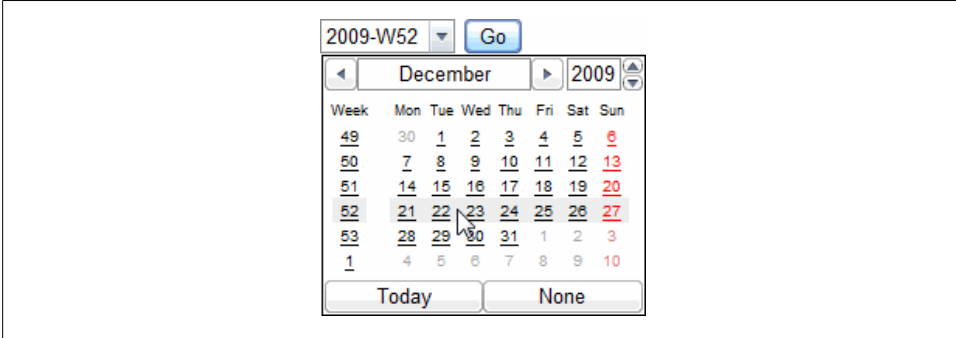 2009-W52 Go
December 2009
Week Mon Tue Wed Thu Fri Sat Sun
49 30 1 2 3 4 5 6
50 7 8 9 10 11 12 13
51 14 15 16 17 18 19 20
52 21 22 23 24 25 26 27
53 28 29 30 31 1 2 3
1 4 5 6 7 8 9 10
Today None